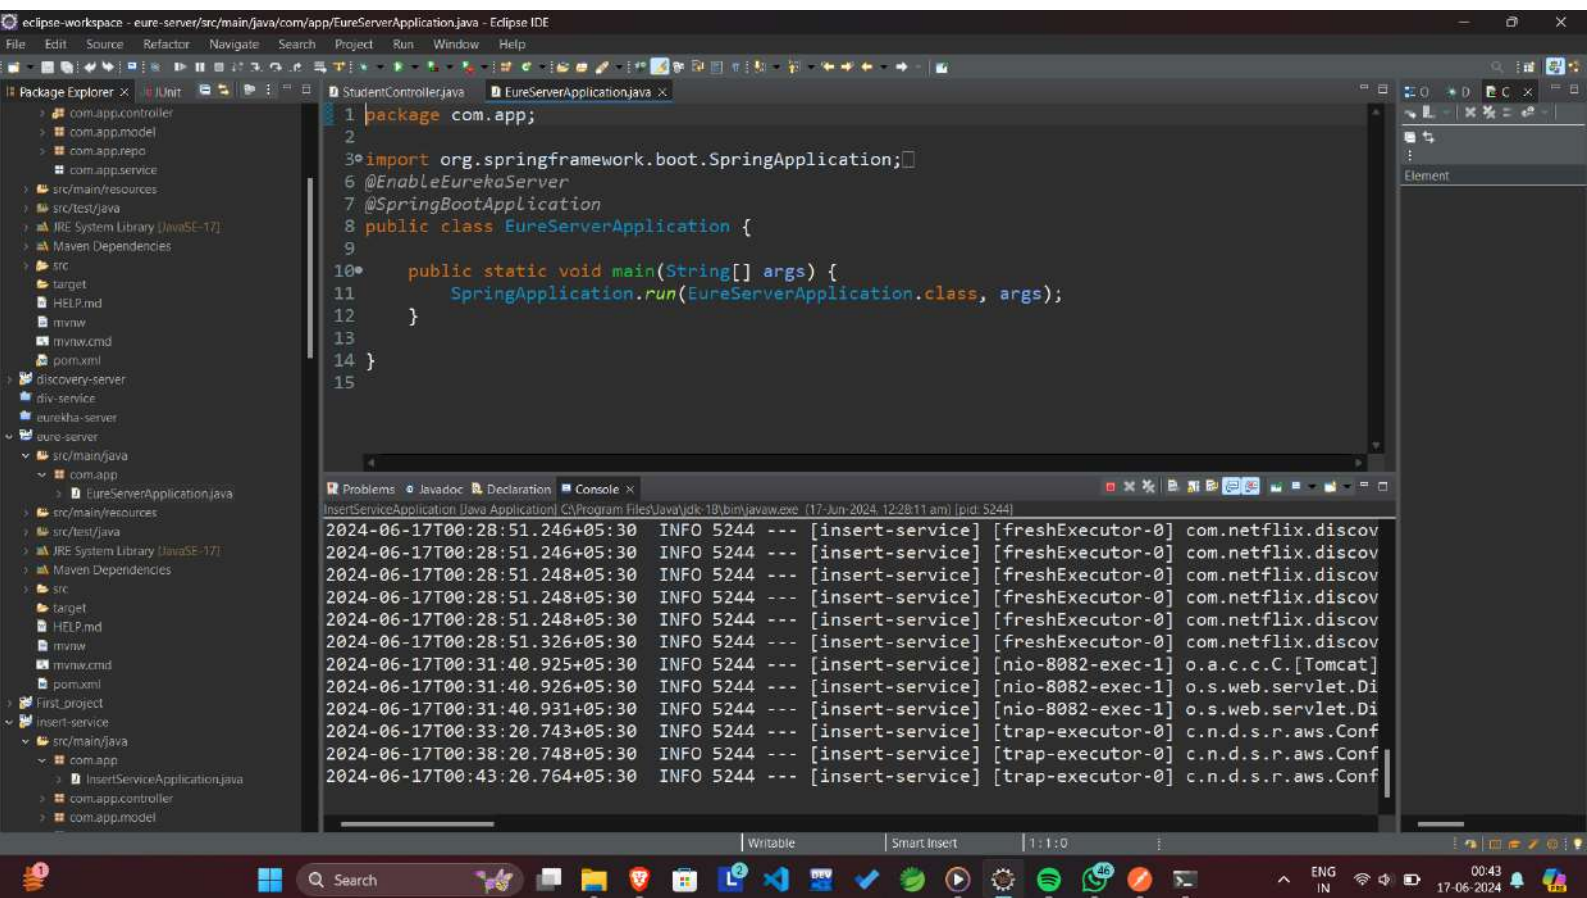 eclipse-workspace - eure-server/src/main/java/com/app/EureServerApplication.java - Eclipse IDE
File Edit Source Refactor Navigate Search Project Run Window Help
Package Explorer × JUnit
com.app.controller
com.app.model
com.app.repo
com.app.service
src/main/resources
src/test/java
JRE System Library [JavaSE-17]
Maven Dependencies
src
target
HELP.md
mvnw
mvnw.cmd
pom.xml
discovery-server
div-service
eurekha-server
eure-server
src/main/java
com.app
EureServerApplication.java
src/main/resources
src/test/java
JRE System Library [JavaSE-17]
Maven Dependencies
src
target
HELP.md
mvnw
mvnw.cmd
pom.xml
First_project
insert-service
src/main/java
com.app
InsertServiceApplication.java
com.app.controller
com.app.model
StudentController.java EureServerApplication.java ×
1 package com.app;
2
3 import org.springframework.boot.SpringApplication;
6 @EnableEurekaServer
7 @SpringBootApplication
8 public class EureServerApplication {
9
10 public static void main(String[] args) {
11 SpringApplication.run(EureServerApplication.class, args);
12 }
13
14 }
15
O D C ×
Element
Problems Javadoc Declaration Console ×
InsertServiceApplication [Java Application] C:\Program Files\Java\jdk-18\bin\javaw.exe (17-Jun-2024, 12:28:11 am) [pid: 5244]
2024-06-17T00:28:51.246+05:30 INFO 5244 --- [insert-service] [freshExecutor-0] com.netflix.discov
2024-06-17T00:28:51.246+05:30 INFO 5244 --- [insert-service] [freshExecutor-0] com.netflix.discov
2024-06-17T00:28:51.248+05:30 INFO 5244 --- [insert-service] [freshExecutor-0] com.netflix.discov
2024-06-17T00:28:51.248+05:30 INFO 5244 --- [insert-service] [freshExecutor-0] com.netflix.discov
2024-06-17T00:28:51.248+05:30 INFO 5244 --- [insert-service] [freshExecutor-0] com.netflix.discov
2024-06-17T00:28:51.326+05:30 INFO 5244 --- [insert-service] [freshExecutor-0] com.netflix.discov
2024-06-17T00:31:40.925+05:30 INFO 5244 --- [insert-service] [nio-8082-exec-1] o.a.c.c.C.[Tomcat]
2024-06-17T00:31:40.926+05:30 INFO 5244 --- [insert-service] [nio-8082-exec-1] o.s.web.servlet.Di
2024-06-17T00:31:40.931+05:30 INFO 5244 --- [insert-service] [nio-8082-exec-1] o.s.web.servlet.Di
2024-06-17T00:33:20.743+05:30 INFO 5244 --- [insert-service] [trap-executor-0] c.n.d.s.r.aws.Conf
2024-06-17T00:38:20.748+05:30 INFO 5244 --- [insert-service] [trap-executor-0] c.n.d.s.r.aws.Conf
2024-06-17T00:43:20.764+05:30 INFO 5244 --- [insert-service] [trap-executor-0] c.n.d.s.r.aws.Conf
Writable Smart Insert 1:1:0
1
Search
2
DEV
46
ENG
IN
00:43
17-06-2024
PRE